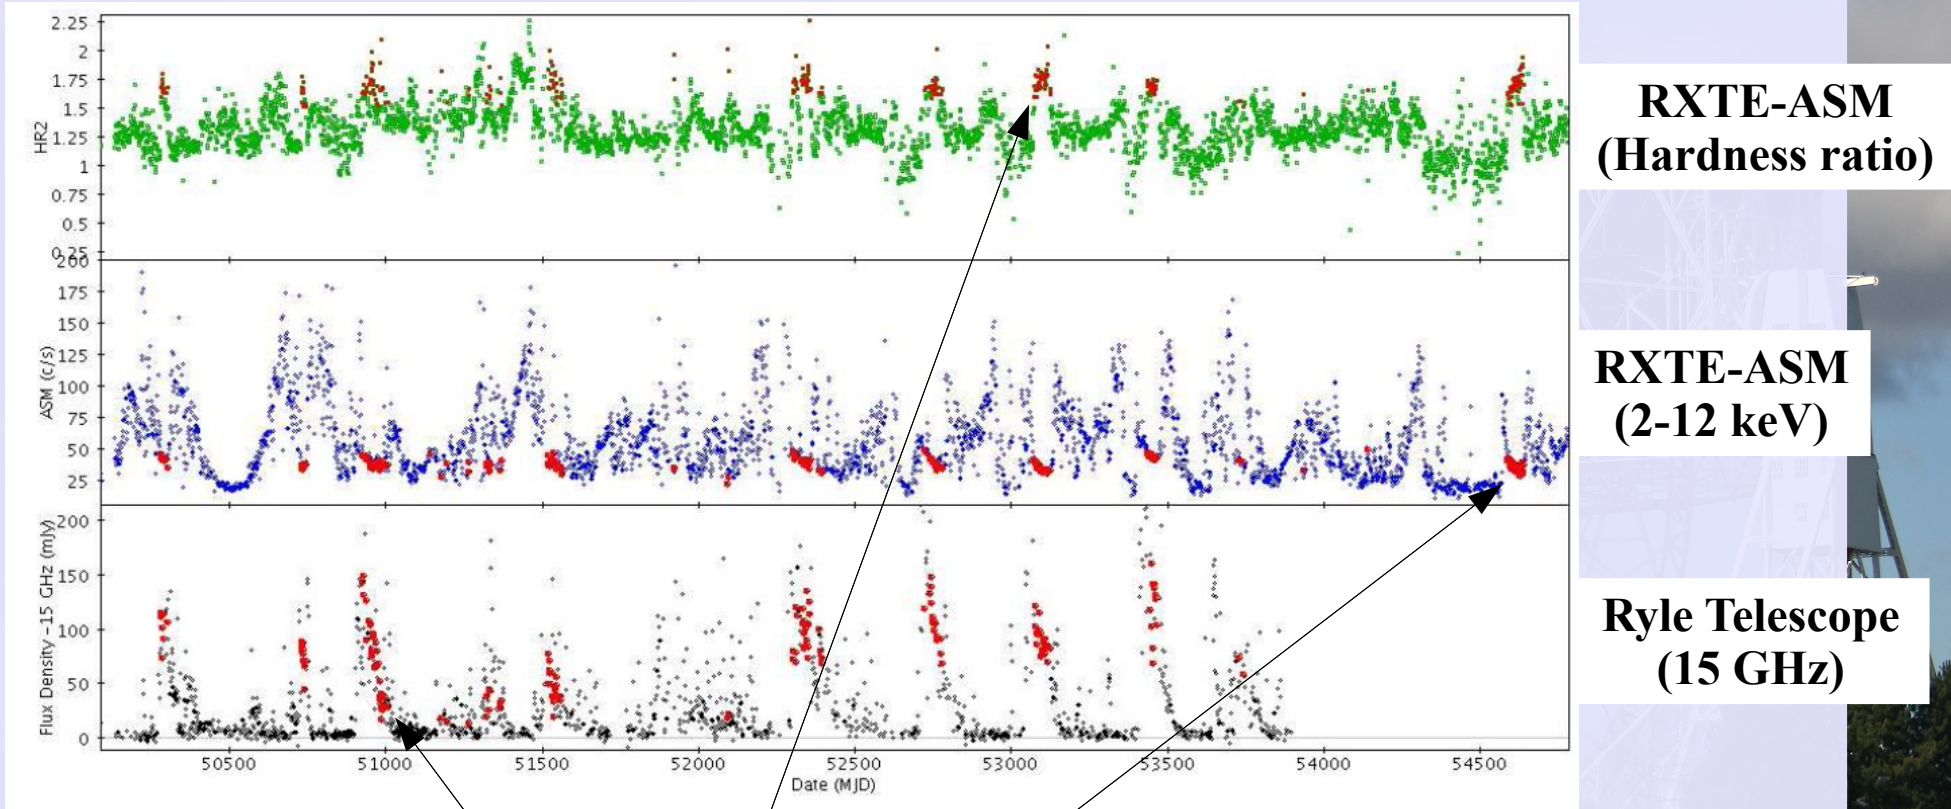 2.25
2
1.75
1.5
1.25
1
0.75
0.5
0.25
HR2
RXTE-ASM
(Hardness ratio)
200
175
150
125
100
75
50
25
ASM (c/s)
RXTE-ASM
(2-12 keV)
200
150
100
50
0
Flux Density -15 GHz (mJy)
Ryle Telescope
(15 GHz)
50500 51000 51500 52000 52500 53000 53500 54000 54500
Date (MJD)